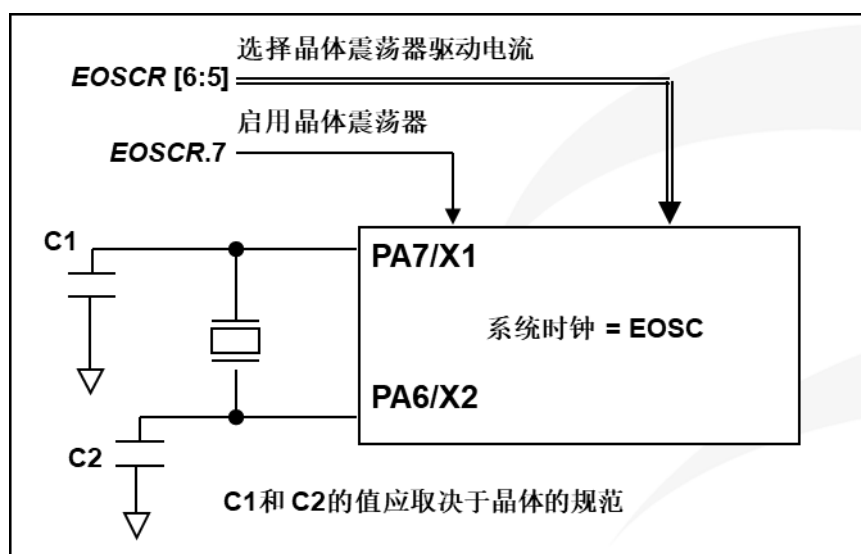 选择晶体震荡器驱动电流
EOSCR [6:5]
启用晶体震荡器
EOSCR.7
C1
PA7/X1
系统时钟 = EOSC
PA6/X2
C2
C1和 C2的值应取决于晶体的规范